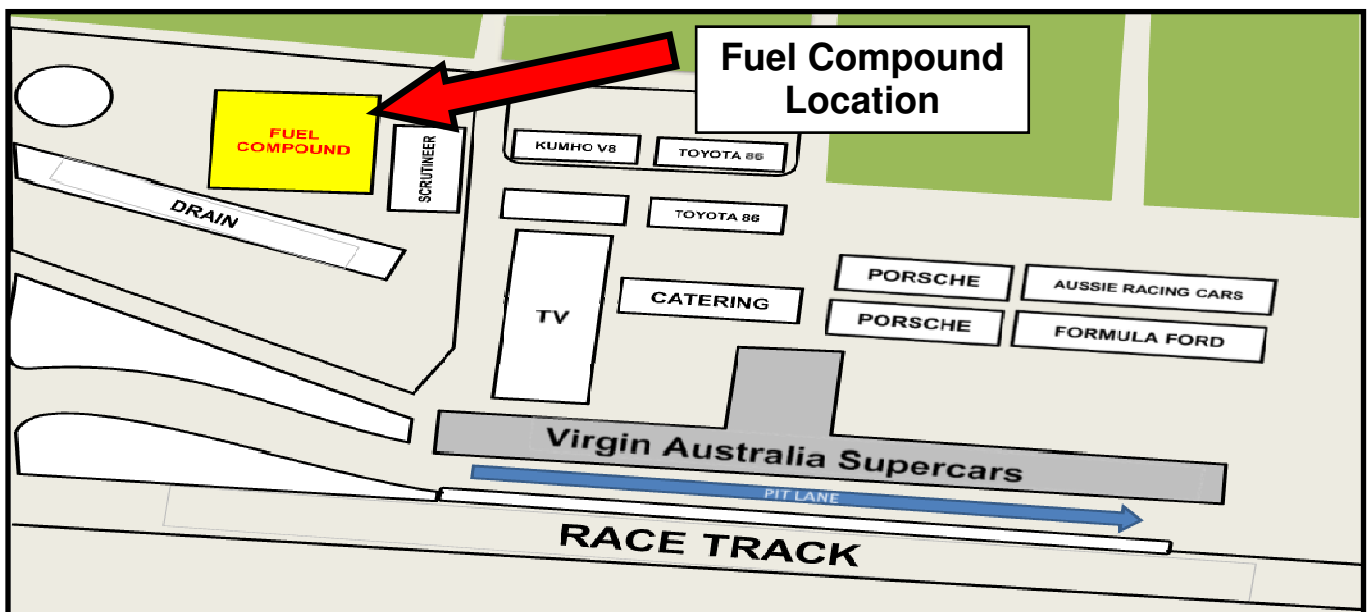 Fuel Compound
Location
FUEL
COMPOUND
SCRUTINEER
KUMHO V8
TOYOTA 86
DRAIN
TOYOTA 86
TV
CATERING
PORSCHE
AUSSIE RACING CARS
PORSCHE
FORMULA FORD
Virgin Australia Supercars
PIT LANE
RACE TRACK